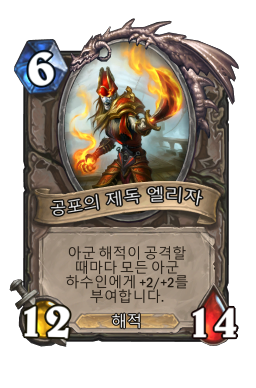 6
공포의 제독 엘리자
아군 해적이 공격할
때마다 모든 아군
하수인에게 +2/+2를
부여합니다.
12
해적
14